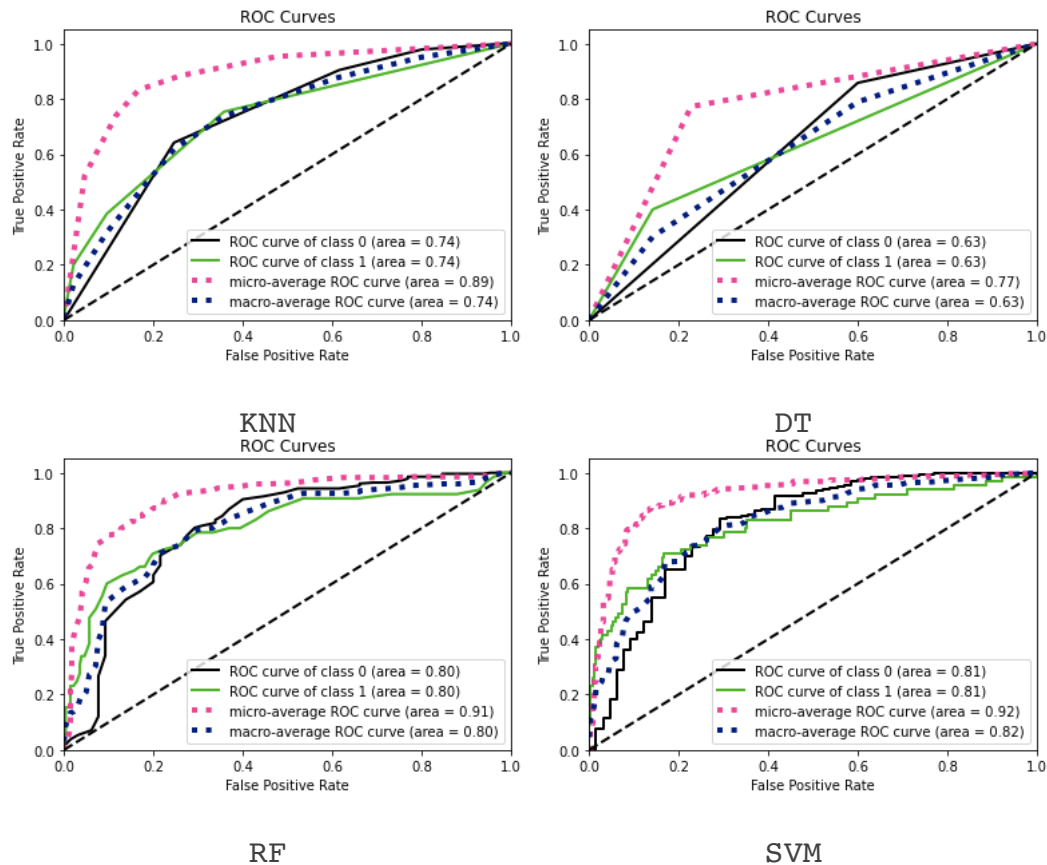 ROC Curves
1.0
0.8
0.6
0.4
0.2
0.0
True Positive Rate
ROC curve of class 0 (area = 0.74)
ROC curve of class 1 (area = 0.74)
micro-average ROC curve (area = 0.89)
macro-average ROC curve (area = 0.74)
0.0 0.2 0.4 0.6 0.8 1.0
False Positive Rate
KNN
ROC Curves
1.0
0.8
0.6
0.4
0.2
0.0
True Positive Rate
ROC curve of class 0 (area = 0.63)
ROC curve of class 1 (area = 0.63)
micro-average ROC curve (area = 0.77)
macro-average ROC curve (area = 0.63)
0.0 0.2 0.4 0.6 0.8 1.0
False Positive Rate
DT
ROC Curves
1.0
0.8
0.6
0.4
0.2
0.0
True Positive Rate
ROC curve of class 0 (area = 0.80)
ROC curve of class 1 (area = 0.80)
micro-average ROC curve (area = 0.91)
macro-average ROC curve (area = 0.80)
0.0 0.2 0.4 0.6 0.8 1.0
False Positive Rate
RF
ROC Curves
1.0
0.8
0.6
0.4
0.2
0.0
True Positive Rate
ROC curve of class 0 (area = 0.81)
ROC curve of class 1 (area = 0.81)
micro-average ROC curve (area = 0.92)
macro-average ROC curve (area = 0.82)
0.0 0.2 0.4 0.6 0.8 1.0
False Positive Rate
SVM